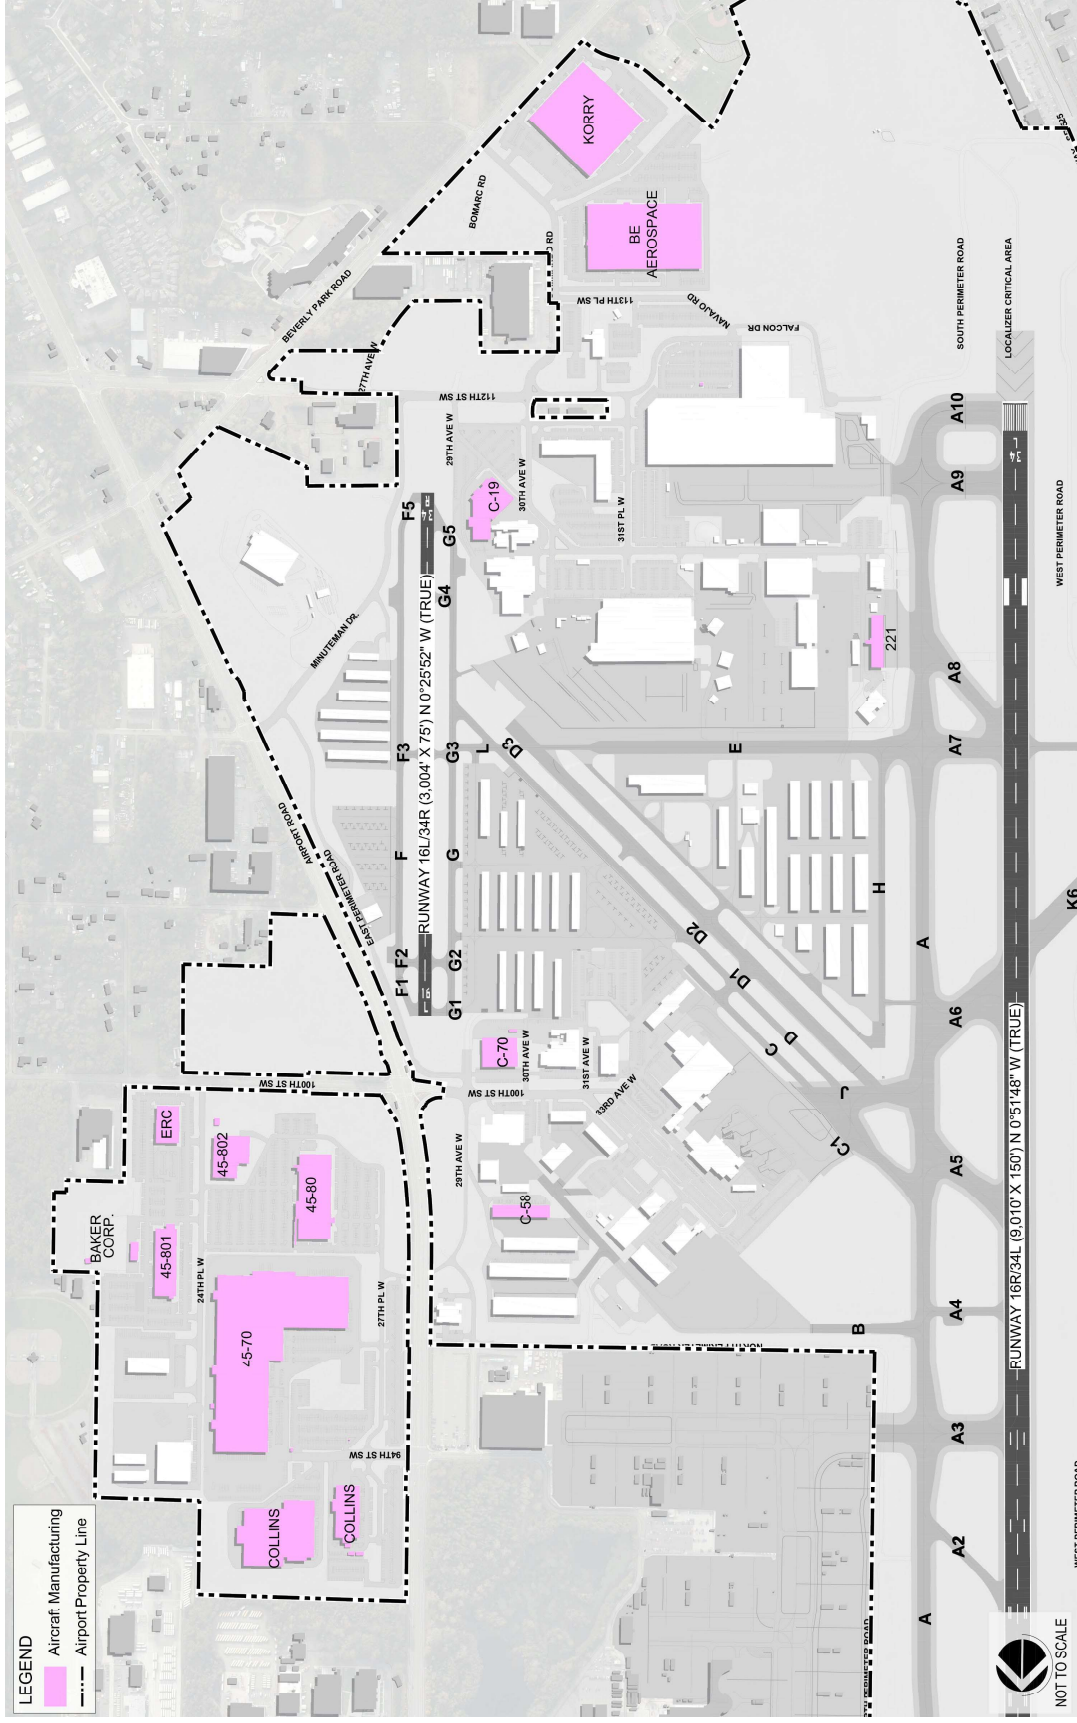 KORRY
BOMARC RD
BE
AEROSPACE
BEVERLY PARK ROAD
113TH PL SW
NAVAJO RD
FALCON DR
SOUTH PERIMETER ROAD
LOCALIZER CRITICAL AREA
27TH AVE W
112TH ST SW
29TH AVE W
30TH AVE W
31ST PL W
C-19
A10
A9
WEST PERIMETER ROAD
F5
G5
G4
34
R
34
L
MINUTEMAN DR.
221
A8
A7
F3
G3
L
D3
E
RUNWAY 16L/34R (3,004' X 75') N 0°25'52" W (TRUE)
AIRPORT ROAD
EAST PERIMETER ROAD
F
G
H
A
K6
D2
D1
F2
F1
G2
G1
16
L
D
C
A6
J
C1
A5
100TH ST SW
C-70
30TH AVE W
31ST AVE W
100TH ST SW
33RD AVE W
29TH AVE W
C-58
ERC
45-802
45-80
BAKER
CORP.
45-801
24TH PL W
27TH PL W
45-70
94TH ST SW
COLLINS
COLLINS
RUNWAY 16R/34L (9,010' X 150') N 0°51'48" W (TRUE)
B
A4
A3
A2
A
LEGEND
Aircraft Manufacturing
Airport Property Line
NOT TO SCALE